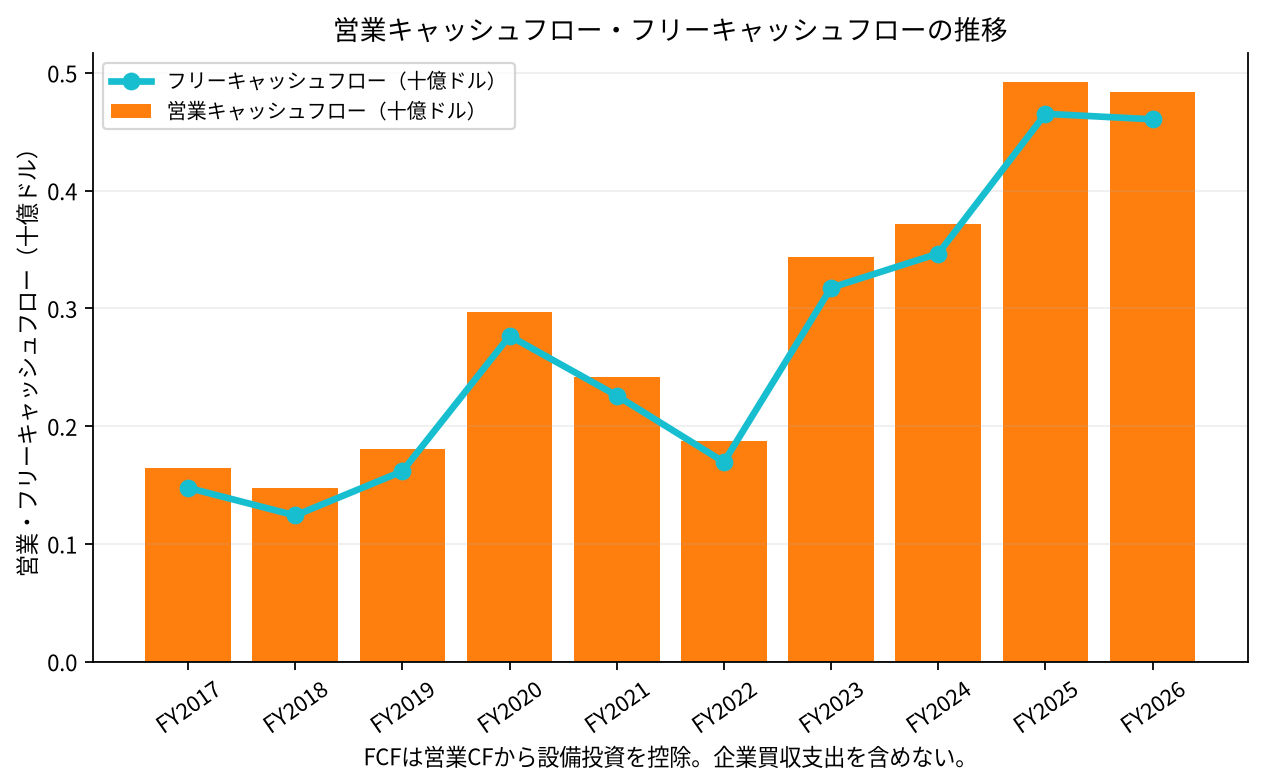 営業キャッシュフロー・フリーキャッシュフローの推移
フリーキャッシュフロー（十億ドル）
営業キャッシュフロー（十億ドル）
営業・フリーキャッシュフロー（十億ドル）
0.5
0.4
0.3
0.2
0.1
0.0
FY2017
FY2018
FY2019
FY2020
FY2021
FY2022
FY2023
FY2024
FY2025
FY2026
FCFは営業CFから設備投資を控除。企業買収支出を含めない。